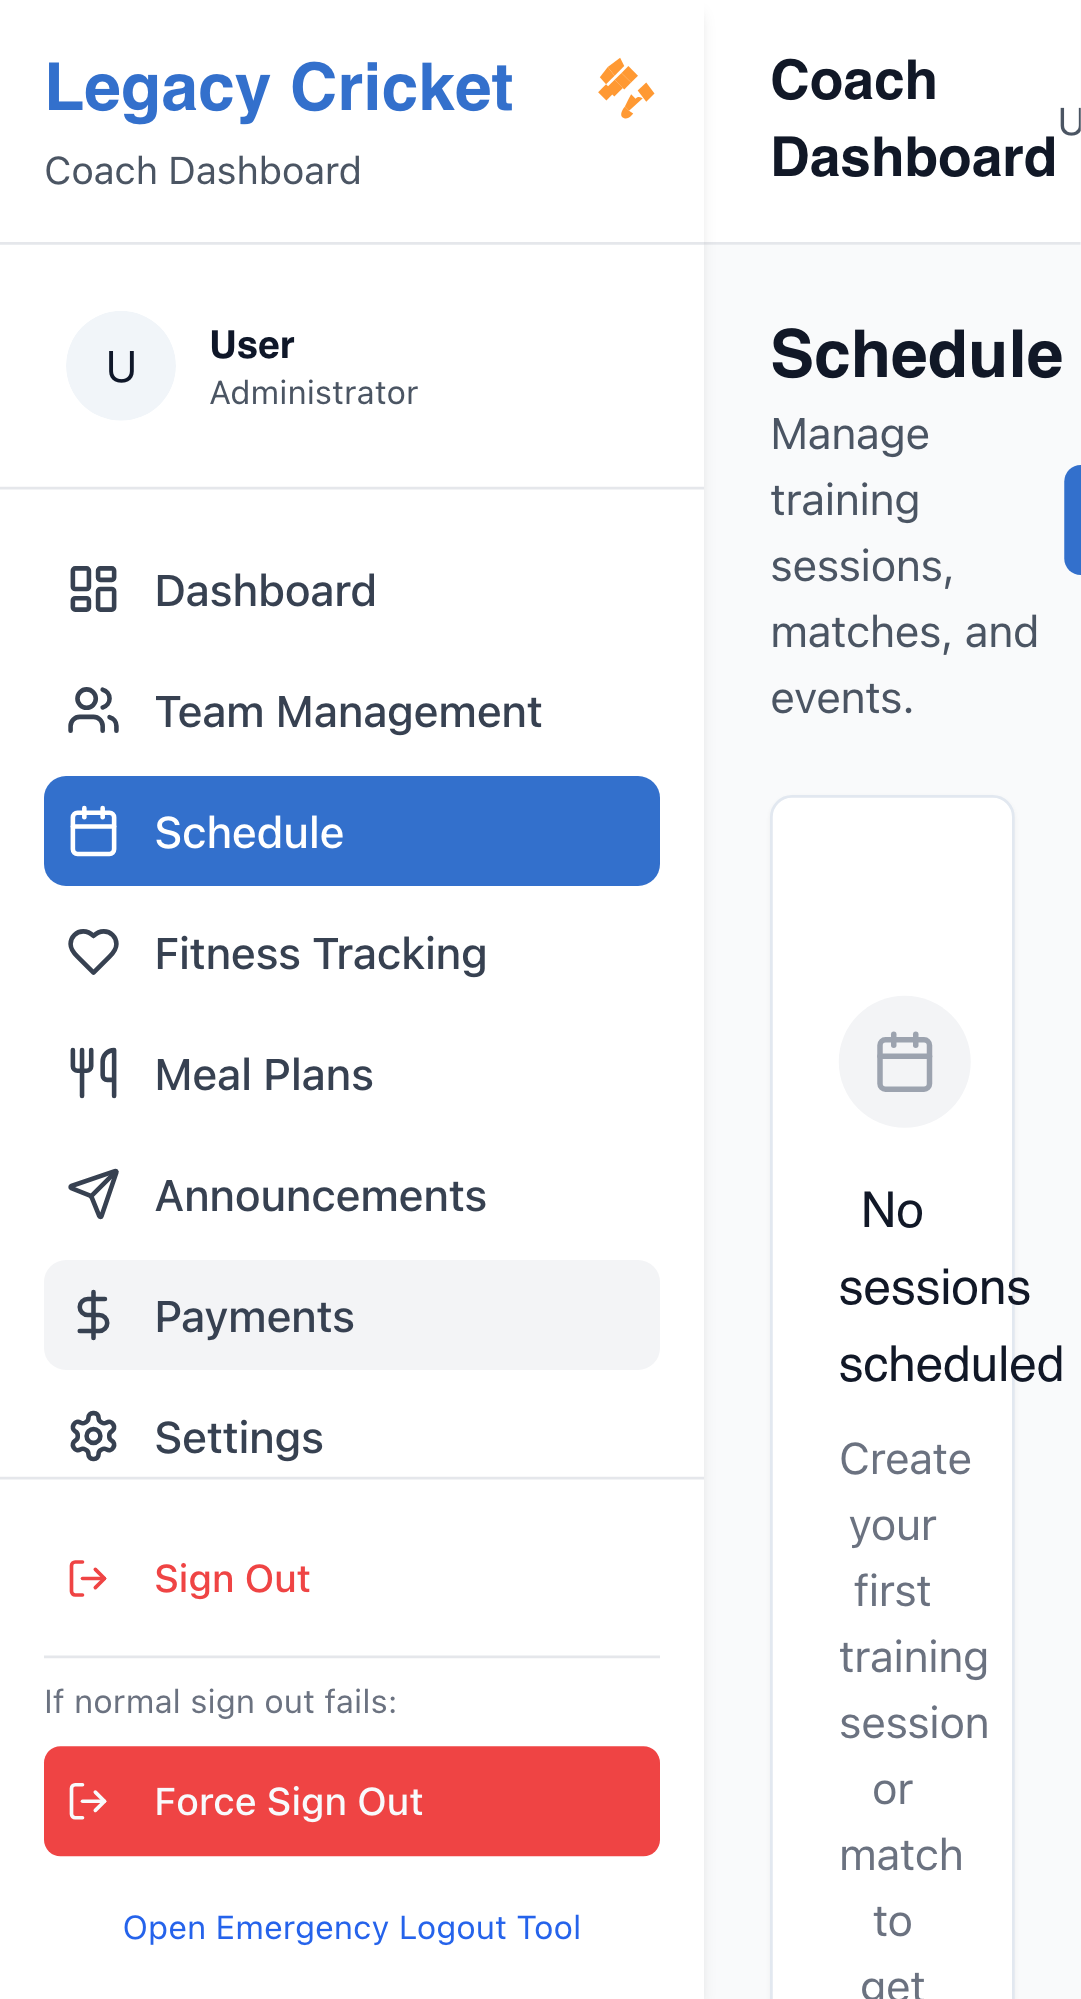 Legacy Cricket
Coach Dashboard
U
User
Administrator
Dashboard
Team Management
Schedule
Fitness Tracking
Meal Plans
Announcements
Payments
Settings
Sign Out
If normal sign out fails:
Force Sign Out
Open Emergency Logout Tool
Coach
Dashboard
U
Schedule
Manage
training
sessions,
matches, and
events.
No
sessions
scheduled
Create
your
first
training
session
or
match
to
get